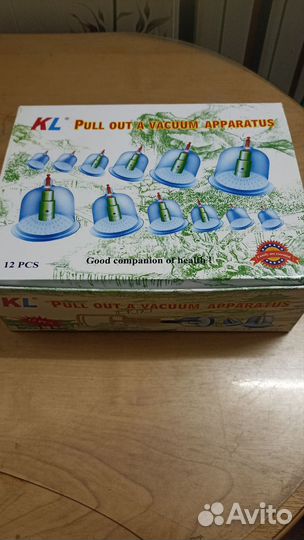 KL® PULL OUT A VACUUM APPARATUS
12 PCS
Good companion of health!
KL® PULL OUT A VACUUM APPARATUS
Avito